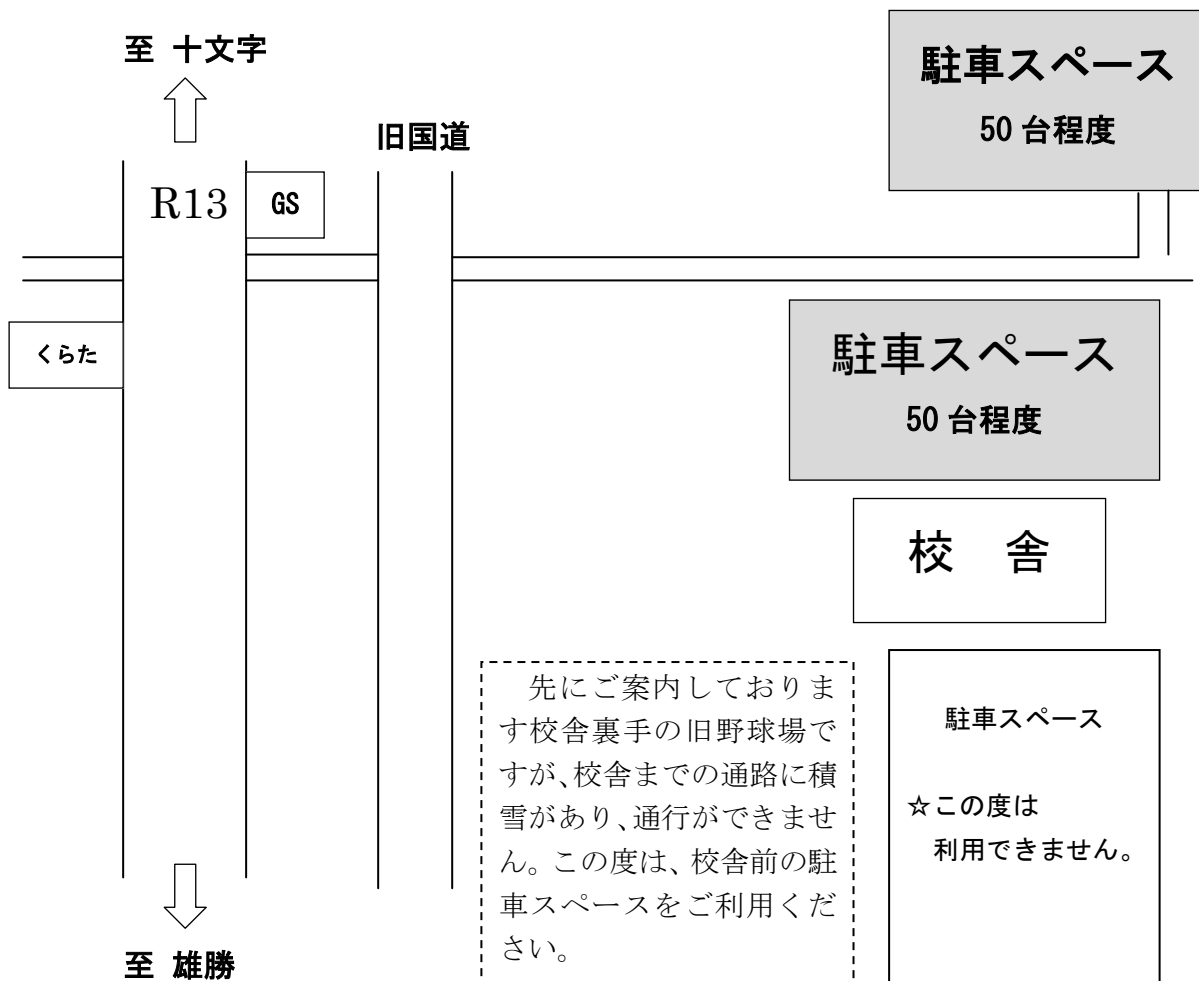 至 十文字
駐車スペース
50 台程度
旧国道
R13
GS
くらた
駐車スペース
50 台程度
校 舎
先にご案内しておりま
す校舎裏手の旧野球場で
すが、校舎までの通路に積
雪があり、通行ができませ
ん。この度は、校舎前の駐
車スペースをご利用くだ
さい。
駐車スペース
☆この度は
利用できません。
至 雄勝